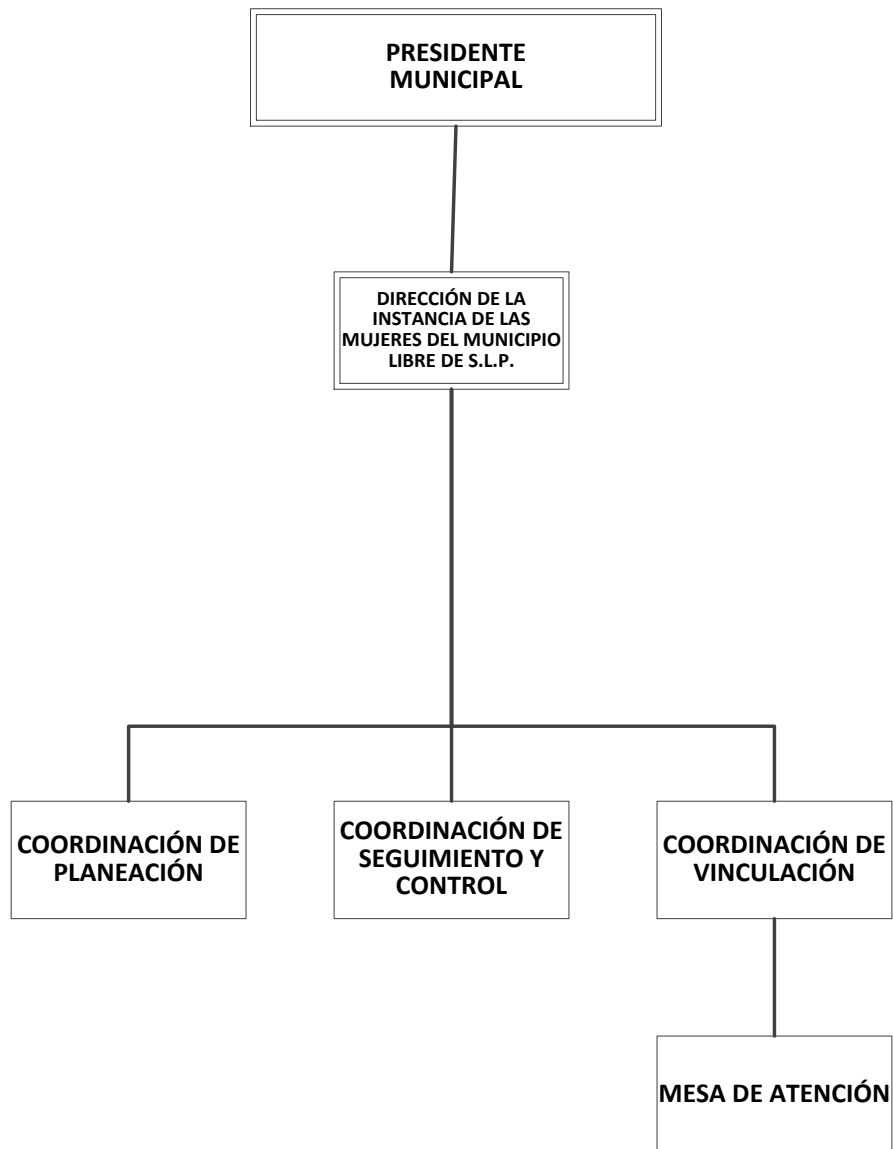 PRESIDENTE
MUNICIPAL
DIRECCIÓN DE LA
INSTANCIA DE LAS
MUJERES DEL MUNICIPIO
LIBRE DE S.L.P.
COORDINACIÓN DE
PLANEACIÓN
COORDINACIÓN DE
SEGUIMIENTO Y
CONTROL
COORDINACIÓN DE
VINCULACIÓN
MESA DE ATENCIÓN